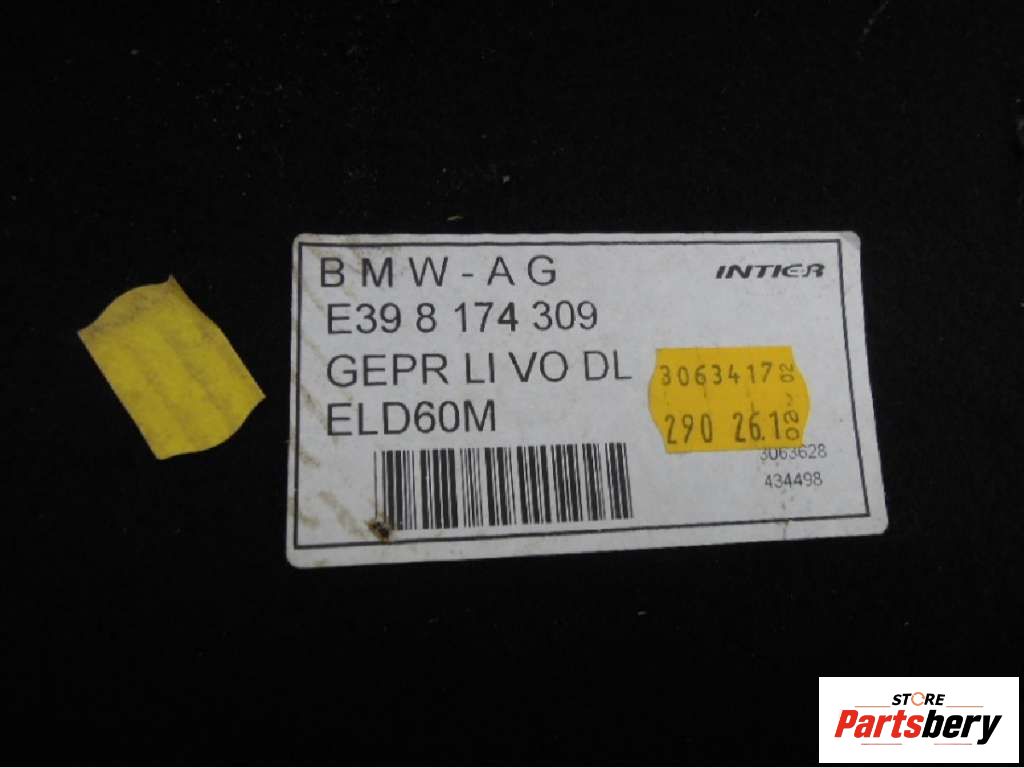 BMW-AG
INTIER
E39 8 174 309
GEPR LI VO DL
ELD60M
3063417
290 26.1
3063628
434498
STORE
Partsbery